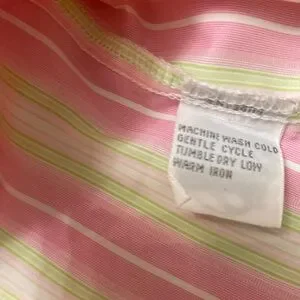 MACHINE WASH COLD
GENTLE CYCLE
TUMBLE DRY LOW
WARM IRON